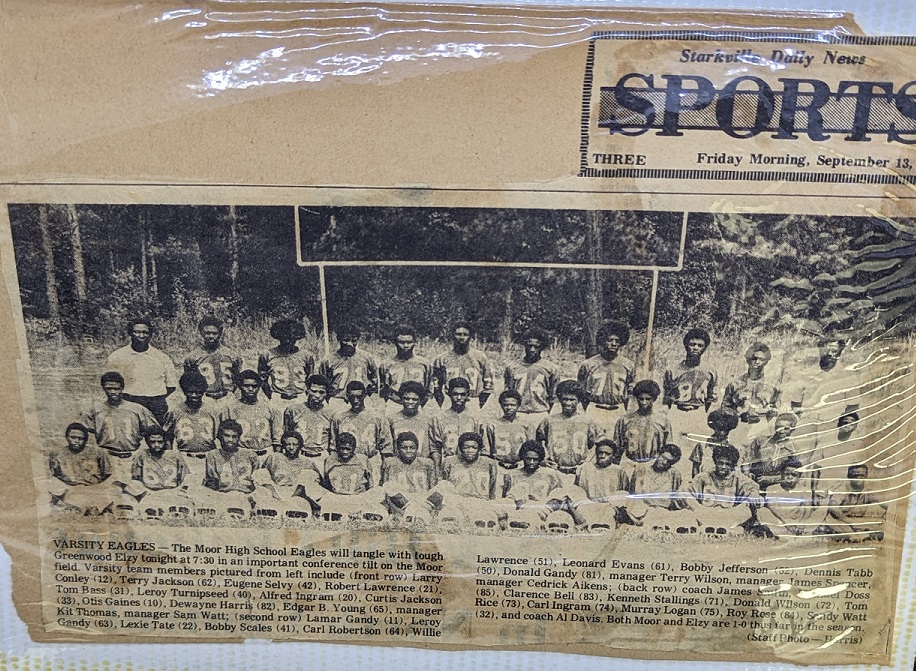 Starkville Daily News
SPORTS
THREE Friday Morning, September 13,
VARSITY EAGLES — The Moor High School Eagles will tangle with tough
Greenwood Elzy tonight at 7:30 in an important conference tilt on the Moor
field. Varsity team members pictured from left include (front row) Larry
Conley (12), Terry Jackson (62), Eugene Selvy (42), Robert Lawrence (21),
Tom Bass (31), Leroy Turnipseed (40), Alfred Ingram (20), Curtis Jackson
(33), Otis Gaines (10), Dewayne Harris (82), Edgar B. Young (65), manager
Kit Thomas, manager Sam Watt; (second row) Lamar Gandy (11), Leroy
Gandy (63), Lexie Tate (22), Bobby Scales (41), Carl Robertson (64), Willie
Lawrence (51), Leonard Evans (61), Bobby Jefferson (52), Dennis Tabb
(50), Donald Gandy (81), manager Terry Wilson, manager James Spencer,
manager Cedrick Aikens; (back row) coach James Doss
(85), Clarence Bell (83), Kenneth Stallings (71), Donald Wilson (72), Tom
Rice (73), Carl Ingram (74), Murray Logan (75), Roy Rose (84), Sandy Watt
(32), and coach Al Davis. Both Moor and Elzy are 1-0 thus far in the season.
(Staff Photo — Harris)